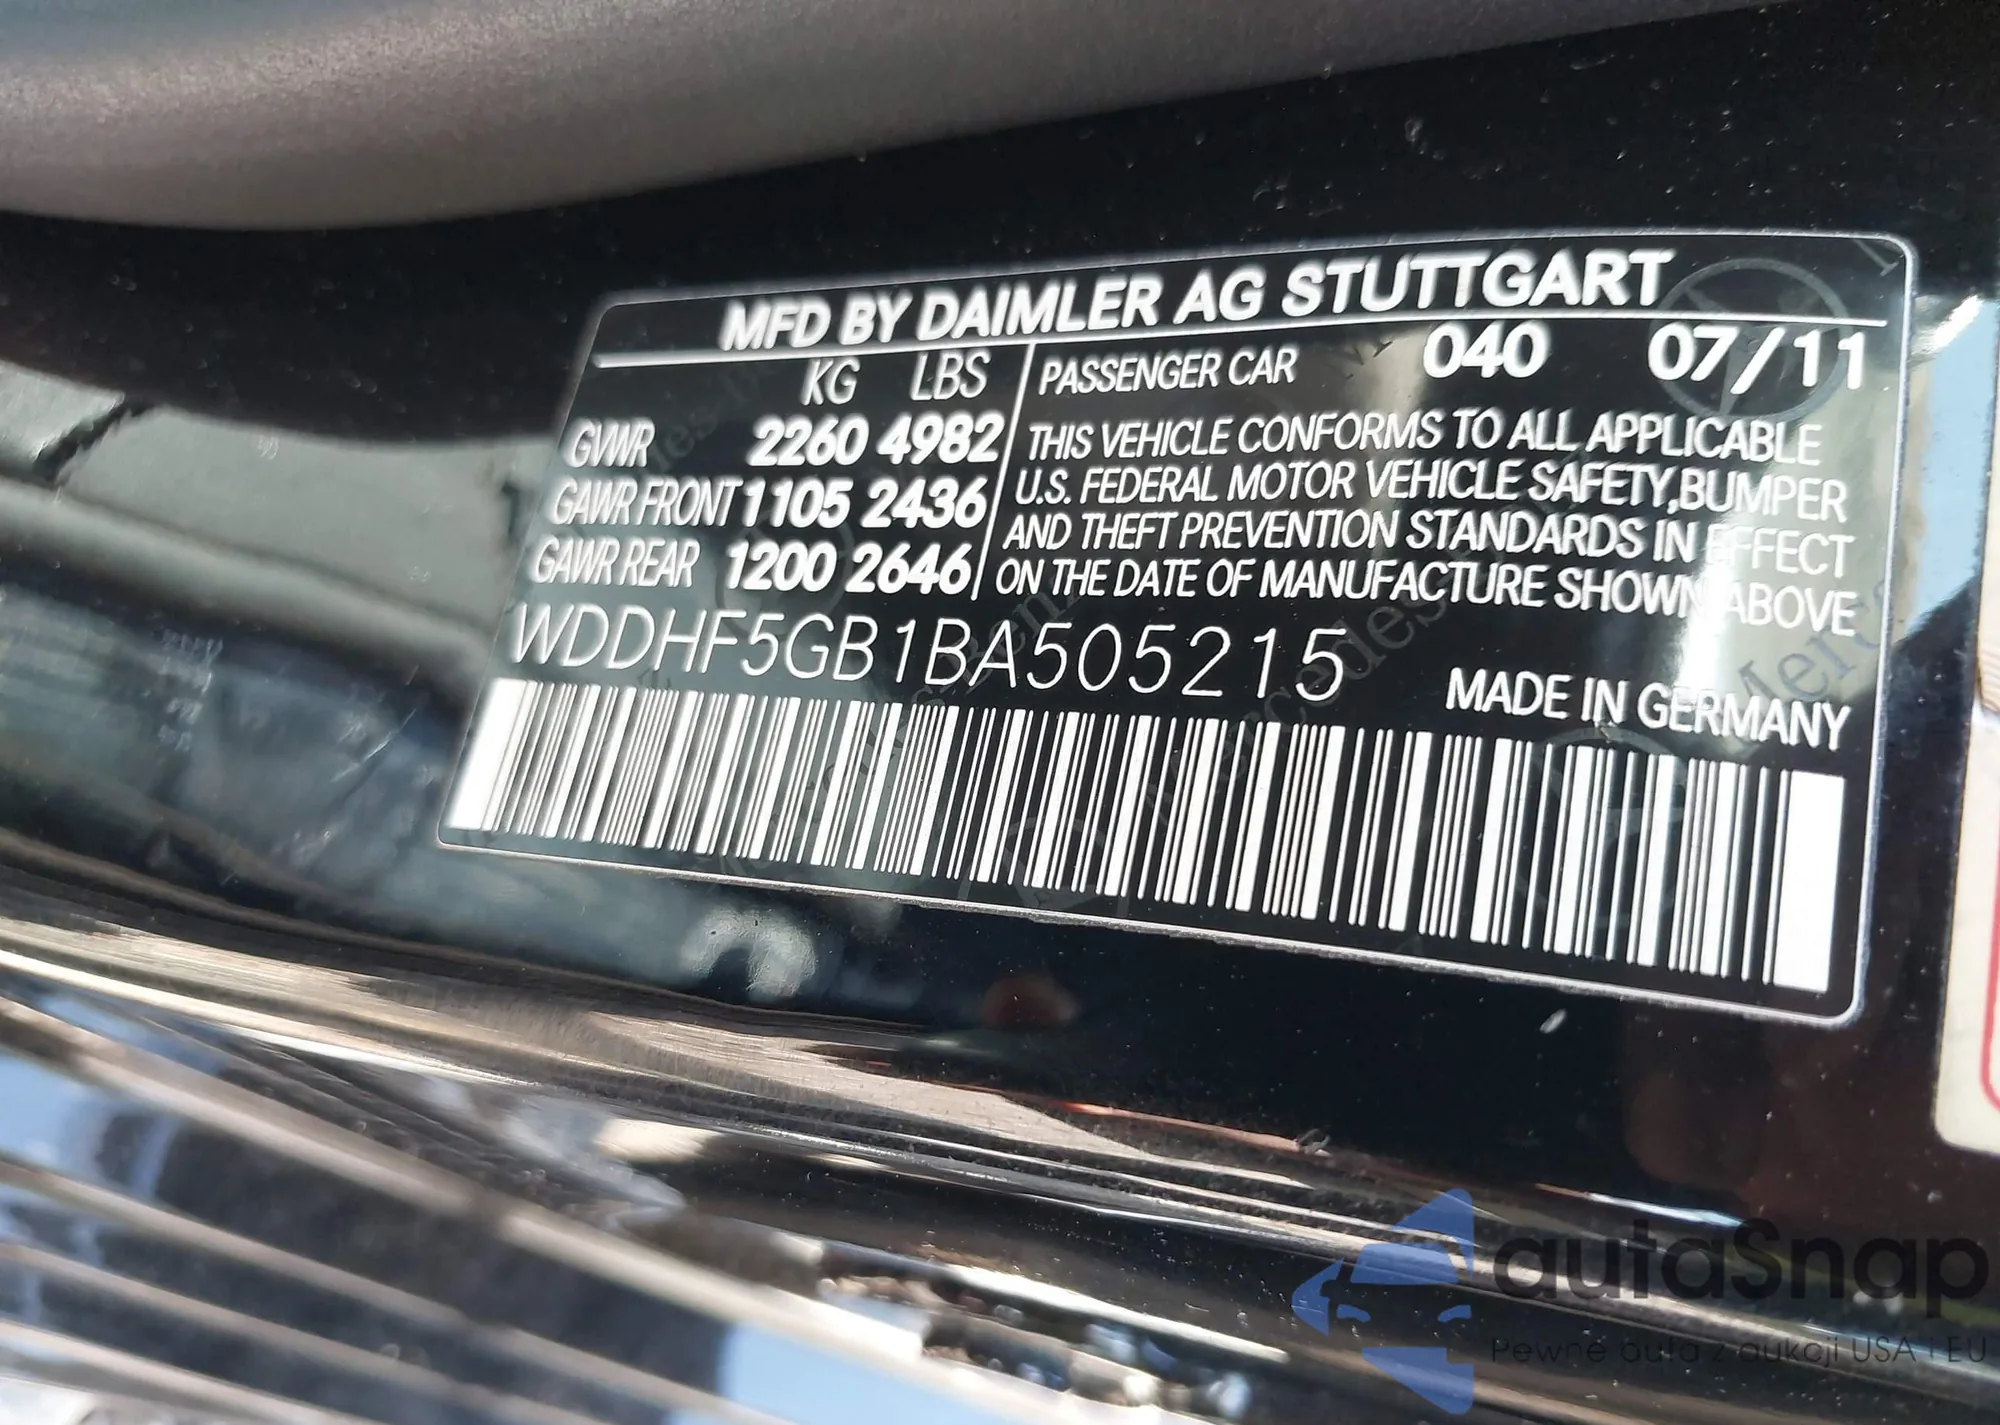 MFD BY DAIMLER AG STUTTGART
KG LBS
GVWR 2260 4982
GAWR FRONT 1105 2436
GAWR REAR 1200 2646
PASSENGER CAR 040 07/11
THIS VEHICLE CONFORMS TO ALL APPLICABLE
U.S. FEDERAL MOTOR VEHICLE SAFETY,BUMPER
AND THEFT PREVENTION STANDARDS IN EFFECT
ON THE DATE OF MANUFACTURE SHOWN ABOVE
WDDHF5GB1BA505215
MADE IN GERMANY
autaSnap
Pewne auta z aukcji USA i EU